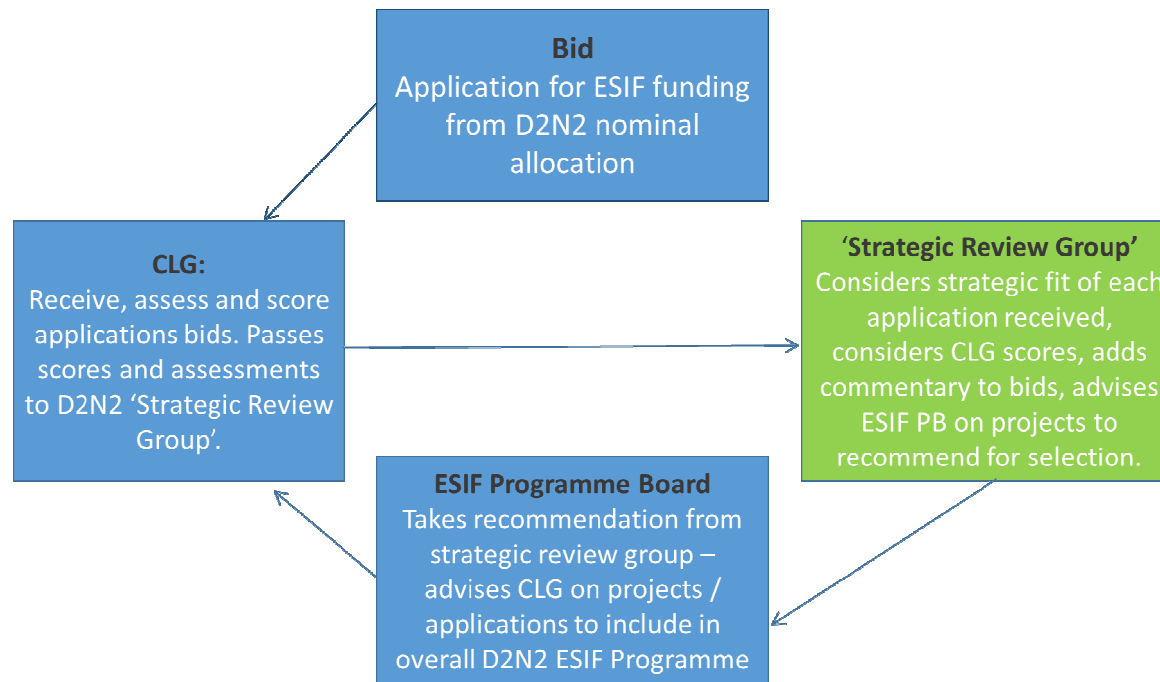 Bid
Application for ESIF funding
from D2N2 nominal
allocation
CLG:
Receive, assess and score
applications bids. Passes
scores and assessments
to D2N2 ‘Strategic Review
Group’.
‘Strategic Review Group’
Considers strategic fit of each
application received,
considers CLG scores, adds
commentary to bids, advises
ESIF PB on projects to
recommend for selection.
ESIF Programme Board
Takes recommendation from
strategic review group –
advises CLG on projects /
applications to include in
overall D2N2 ESIF Programme